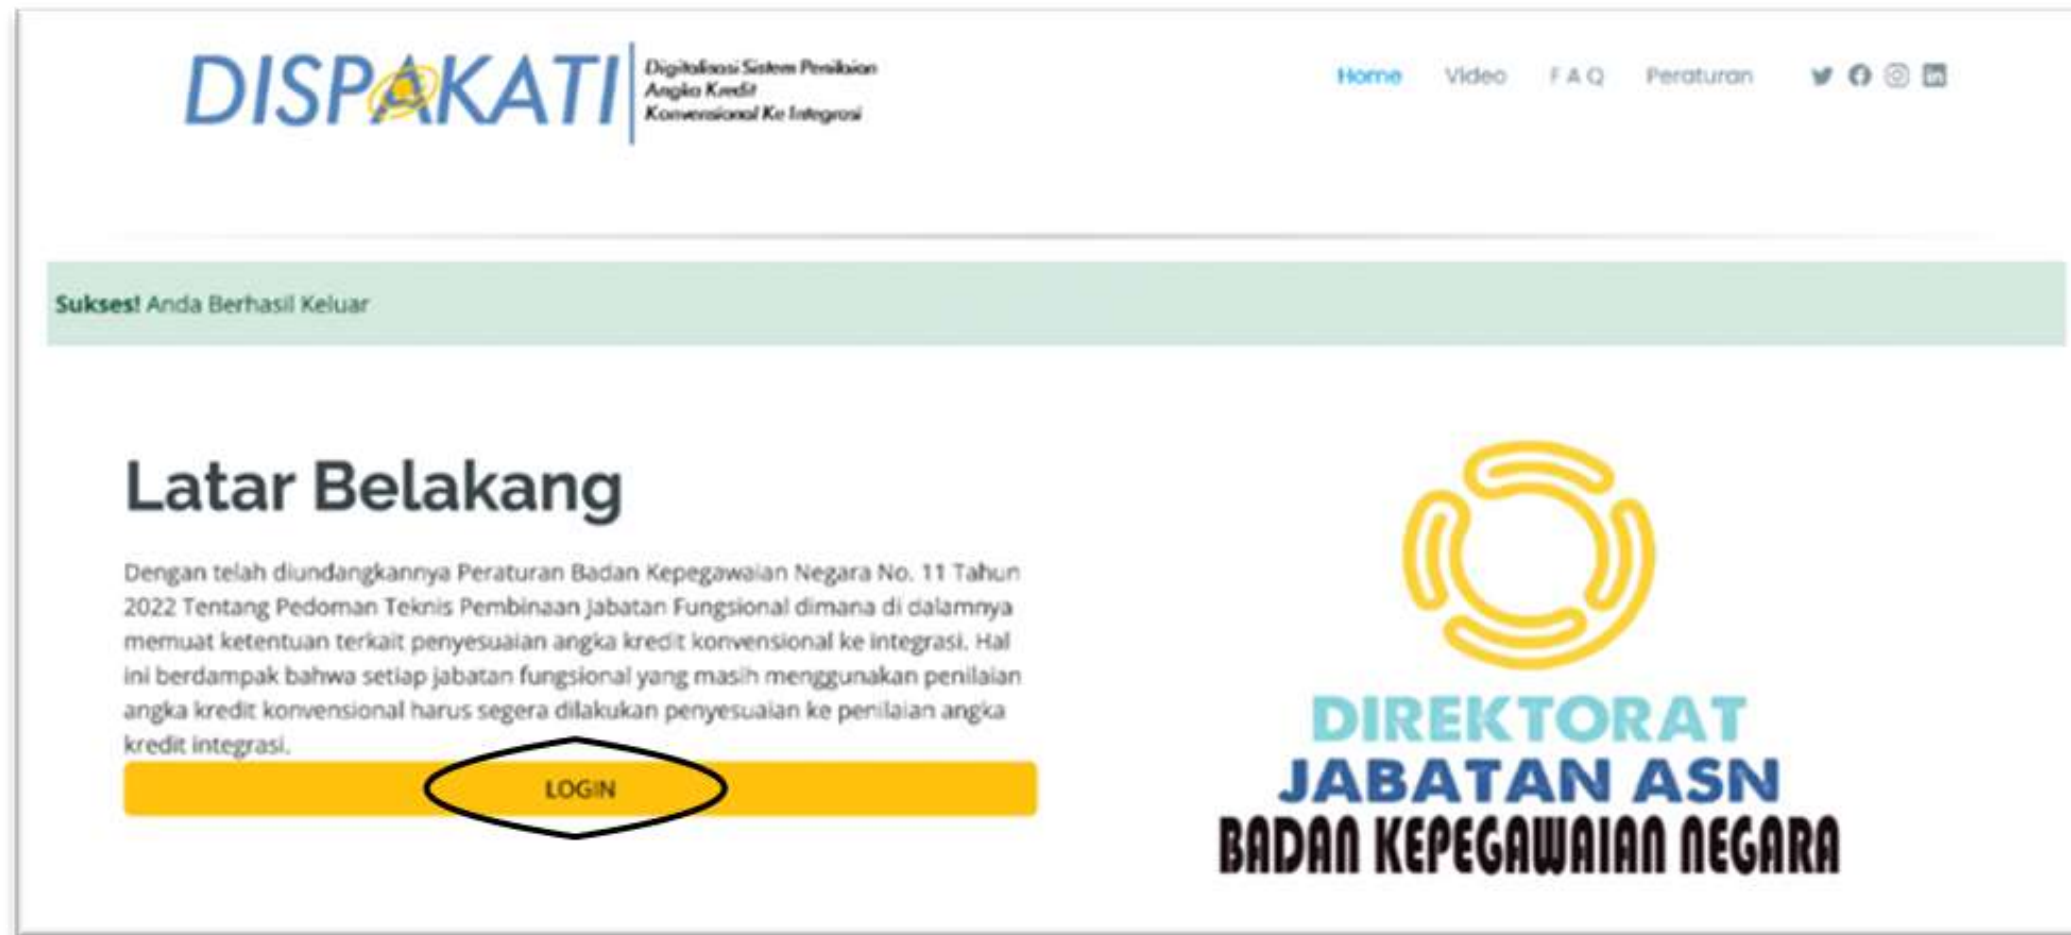 DISPAKATI
Digitalisasi Sistem Penilaian
Angka Kredit
Konvensional Ke Integrasi
Home Video F A Q Peraturan
Sukses! Anda Berhasil Keluar
Latar Belakang
Dengan telah diundangkannya Peraturan Badan Kepegawaian Negara No. 11 Tahun
2022 Tentang Pedoman Teknis Pembinaan Jabatan Fungsional dimana di dalamnya
memuat ketentuan terkait penyesuaian angka kredit konvensional ke integrasi. Hal
ini berdampak bahwa setiap jabatan fungsional yang masih menggunakan penilaian
angka kredit konvensional harus segera dilakukan penyesuaian ke penilaian angka
kredit integrasi.
LOGIN
DIREKTORAT
JABATAN ASN
BADAN KEPEGAWAIAN NEGARA